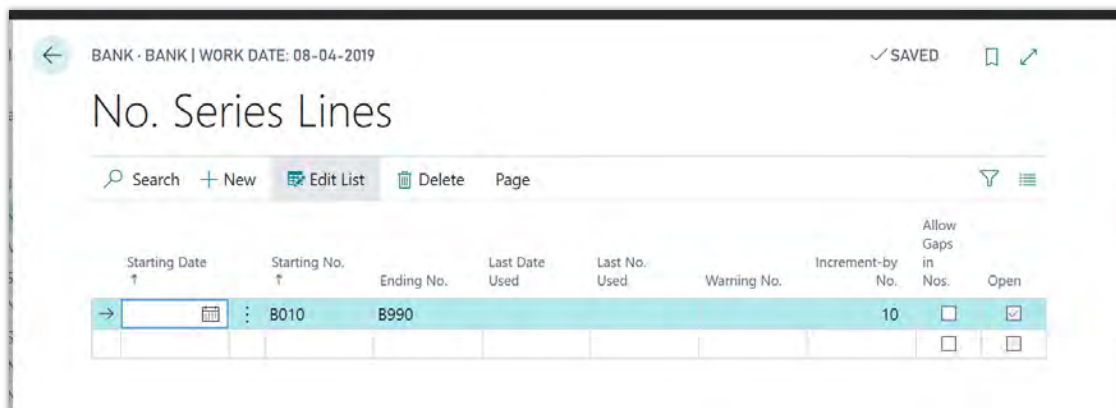 BANK · BANK | WORK DATE: 08-04-2019
SAVED
No. Series Lines
Search New Edit List Delete Page
Starting Date Starting No. Ending No. Last Date Used Last No. Used Warning No. Increment-by No. Allow Gaps in Nos. Open
B010 B990 10